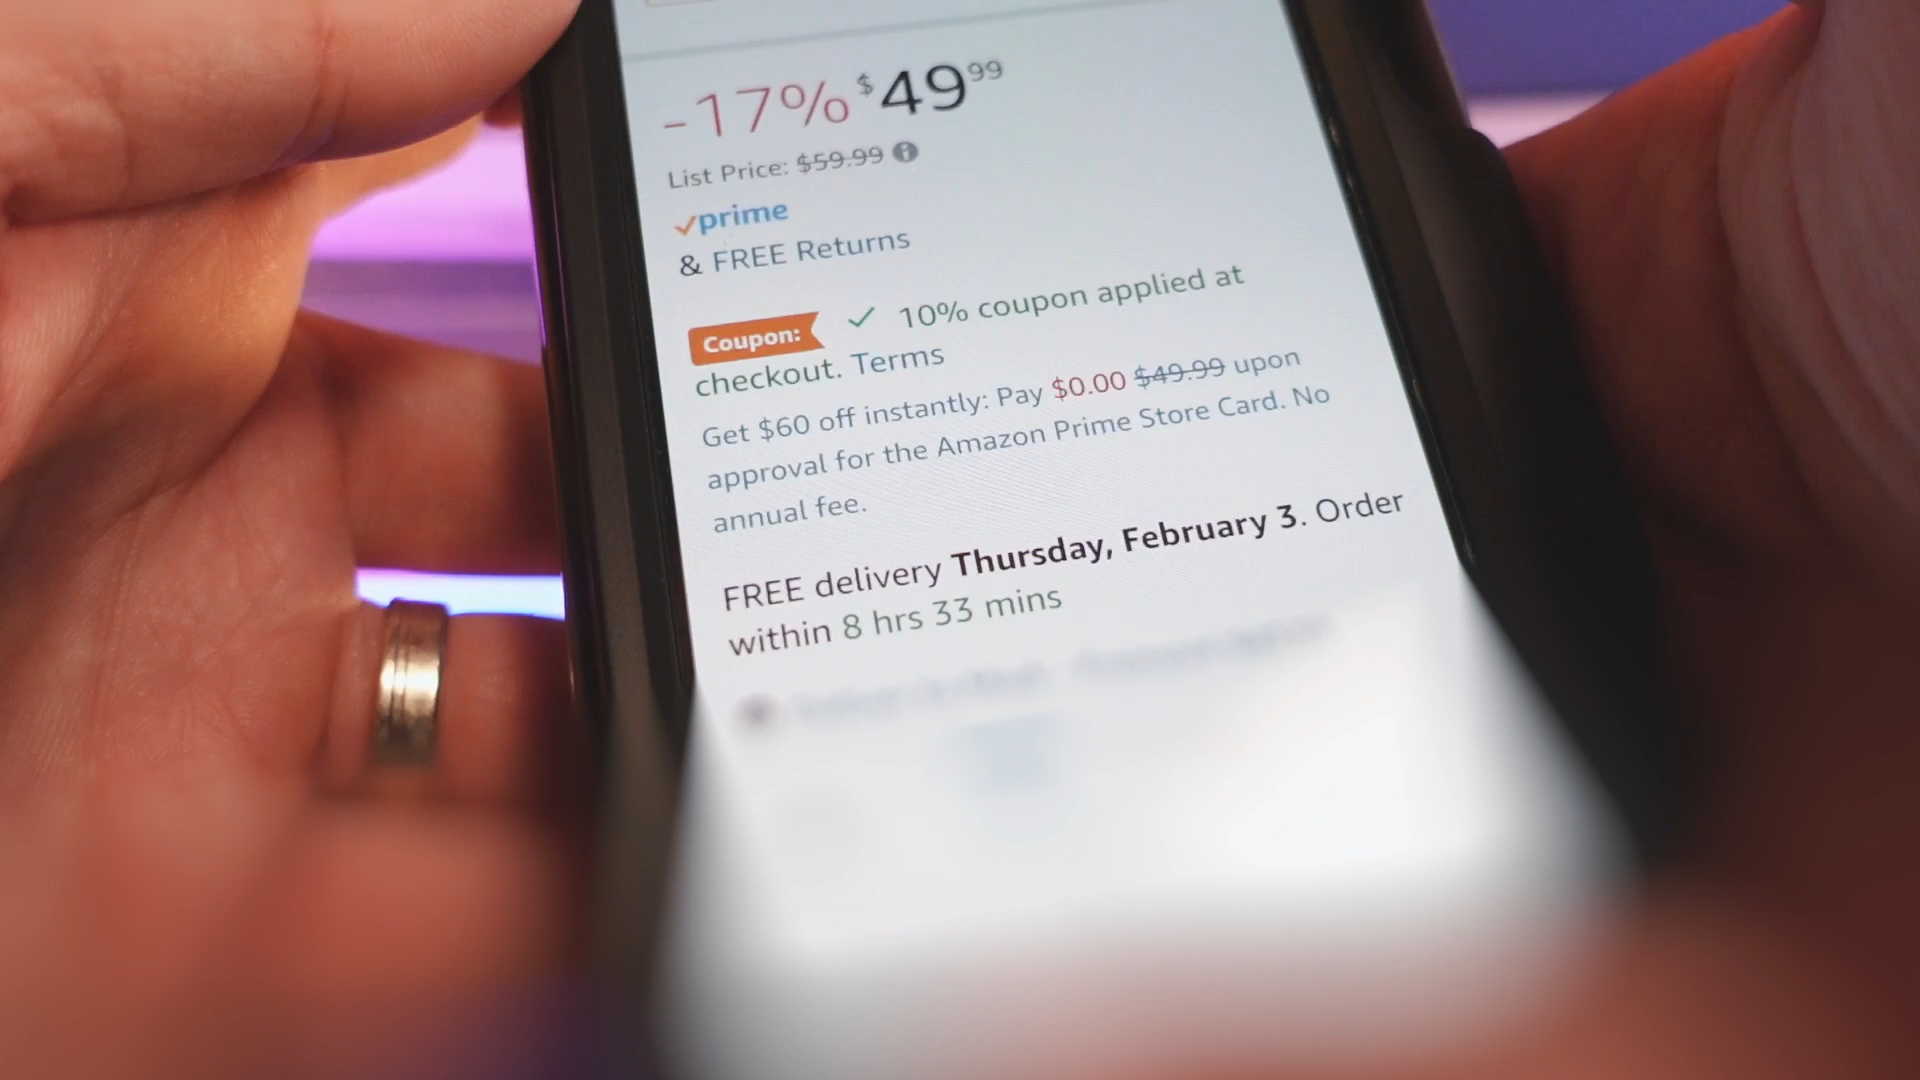 -17% $49 99
List Price: $59.99
prime
& FREE Returns
Coupon: ✓ 10% coupon applied at
checkout. Terms
Get $60 off instantly: Pay $0.00 $49.99 upon
approval for the Amazon Prime Store Card. No
annual fee.
FREE delivery Thursday, February 3. Order
within 8 hrs 33 mins